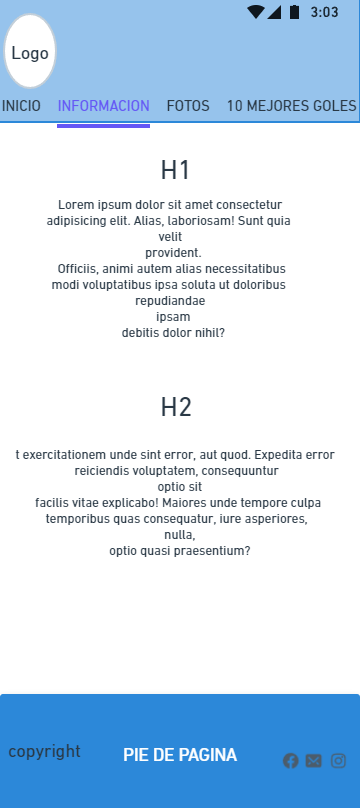 3:03
Logo
INICIO INFORMACION FOTOS 10 MEJORES GOLES
H1
Lorem ipsum dolor sit amet consectetur
adipisicing elit. Alias, laboriosam! Sunt quia
velit
provident.
Officiis, animi autem alias necessitatibus
modi voluptatibus ipsa soluta ut doloribus
repudiandae
ipsam
debitis dolor nihil?
H2
t exercitationem unde sint error, aut quod. Expedita error
reiciendis voluptatem, consequuntur
optio sit
facilis vitae explicabo! Maiores unde tempore culpa
temporibus quas consequatur, iure asperiores,
nulla,
optio quasi praesentium?
copyright PIE DE PAGINA